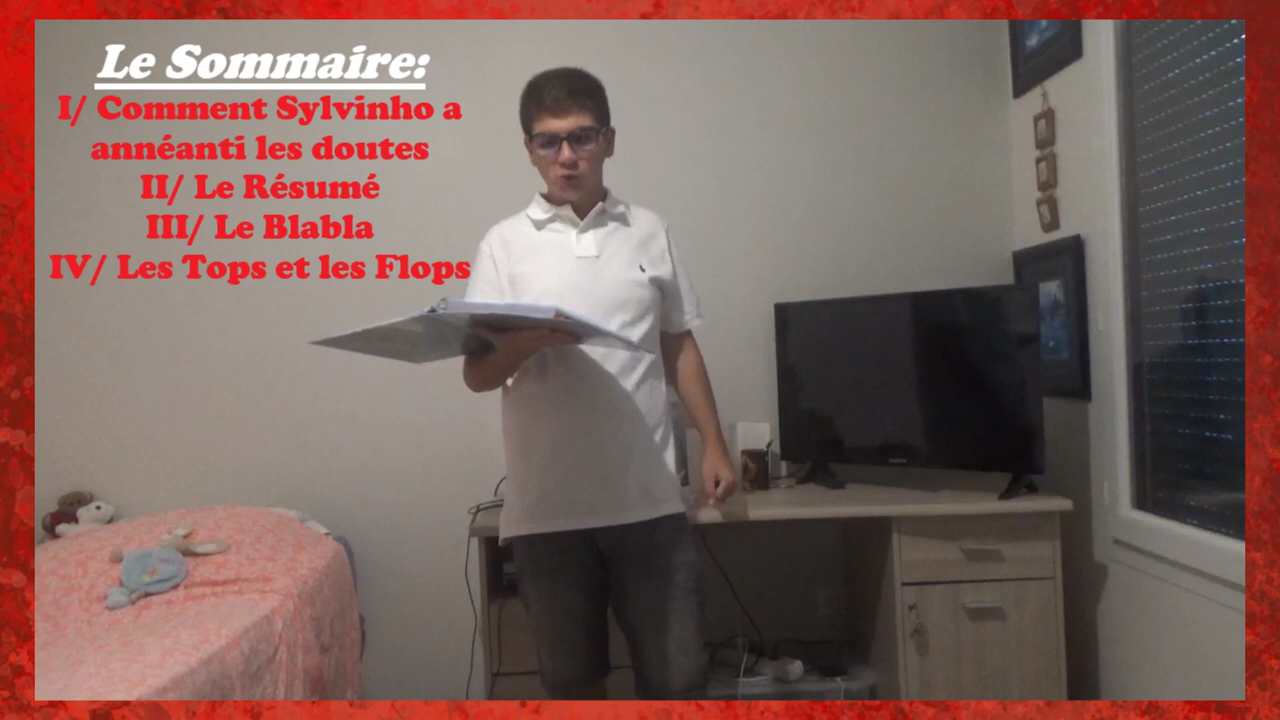 Le Sommaire:
I/ Comment Sylvinho a
annéanti les doutes
II/ Le Résumé
III/ Le Blabla
IV/ Les Tops et les Flops